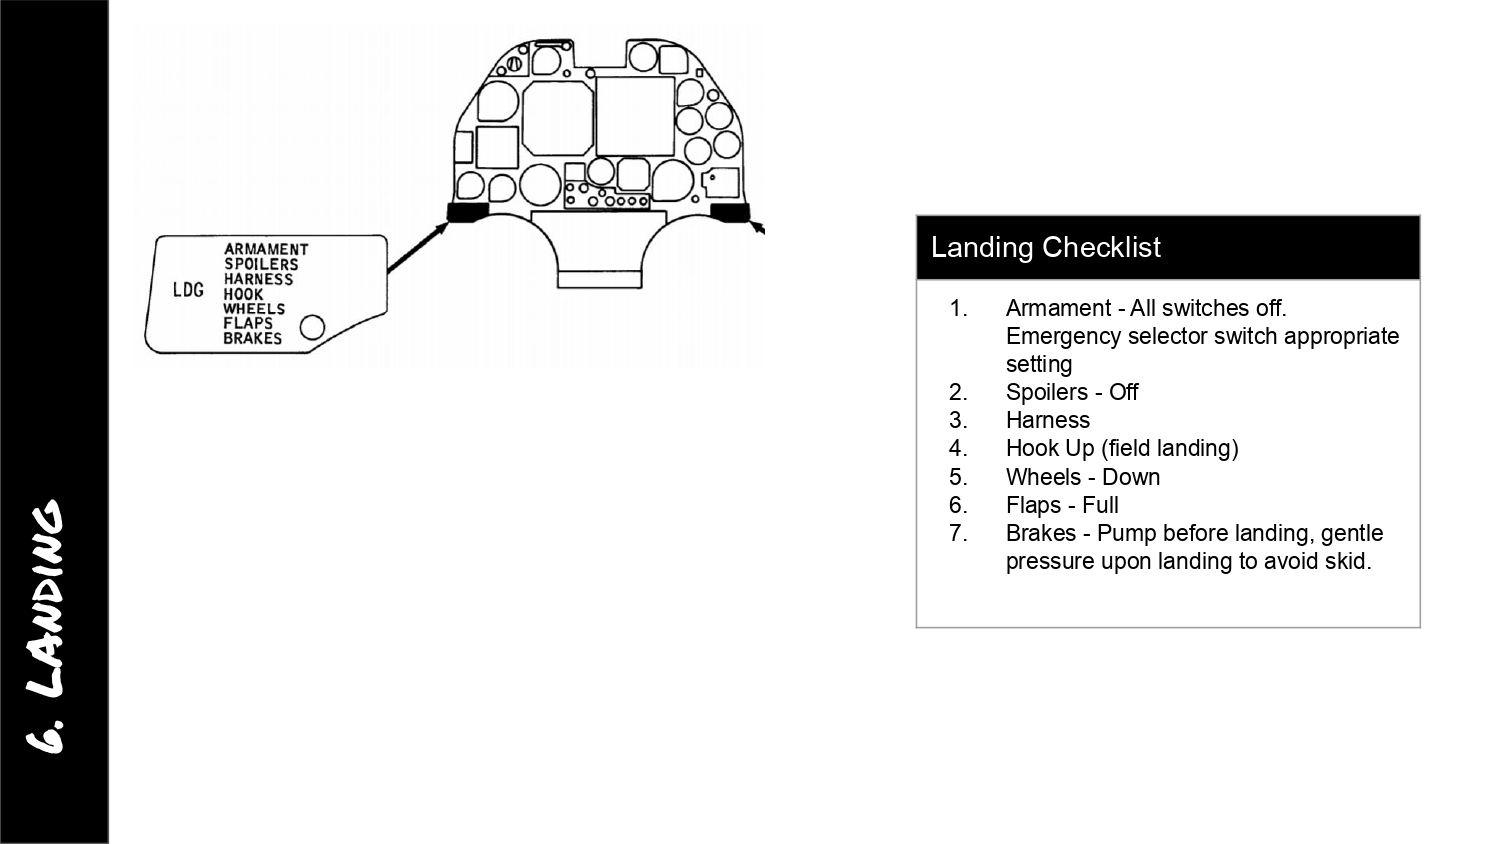 6. LANDING
LDG
ARMAMENT
SPOILERS
HARNESS
HOOK
WHEELS
FLAPS
BRAKES
Landing Checklist
1. Armament - All switches off.
Emergency selector switch appropriate
setting
2. Spoilers - Off
3. Harness
4. Hook Up (field landing)
5. Wheels - Down
6. Flaps - Full
7. Brakes - Pump before landing, gentle
pressure upon landing to avoid skid.